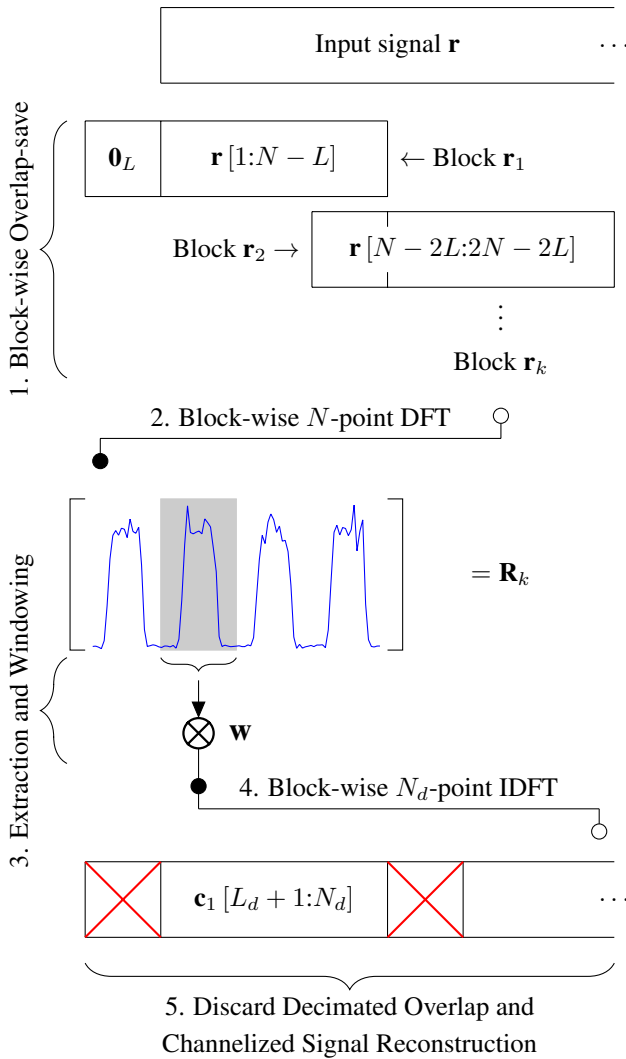 Input signal r
⋯
1. Block-wise Overlap-save
0_L
r [1:N − L]
← Block r_1
Block r_2 →
r [N − 2L:2N − 2L]
⋮
Block r_k
2. Block-wise N-point DFT
= R_k
3. Extraction and Windowing
w
4. Block-wise N_d-point IDFT
c_1 [L_d + 1:N_d]
⋯
5. Discard Decimated Overlap and
Channelized Signal Reconstruction